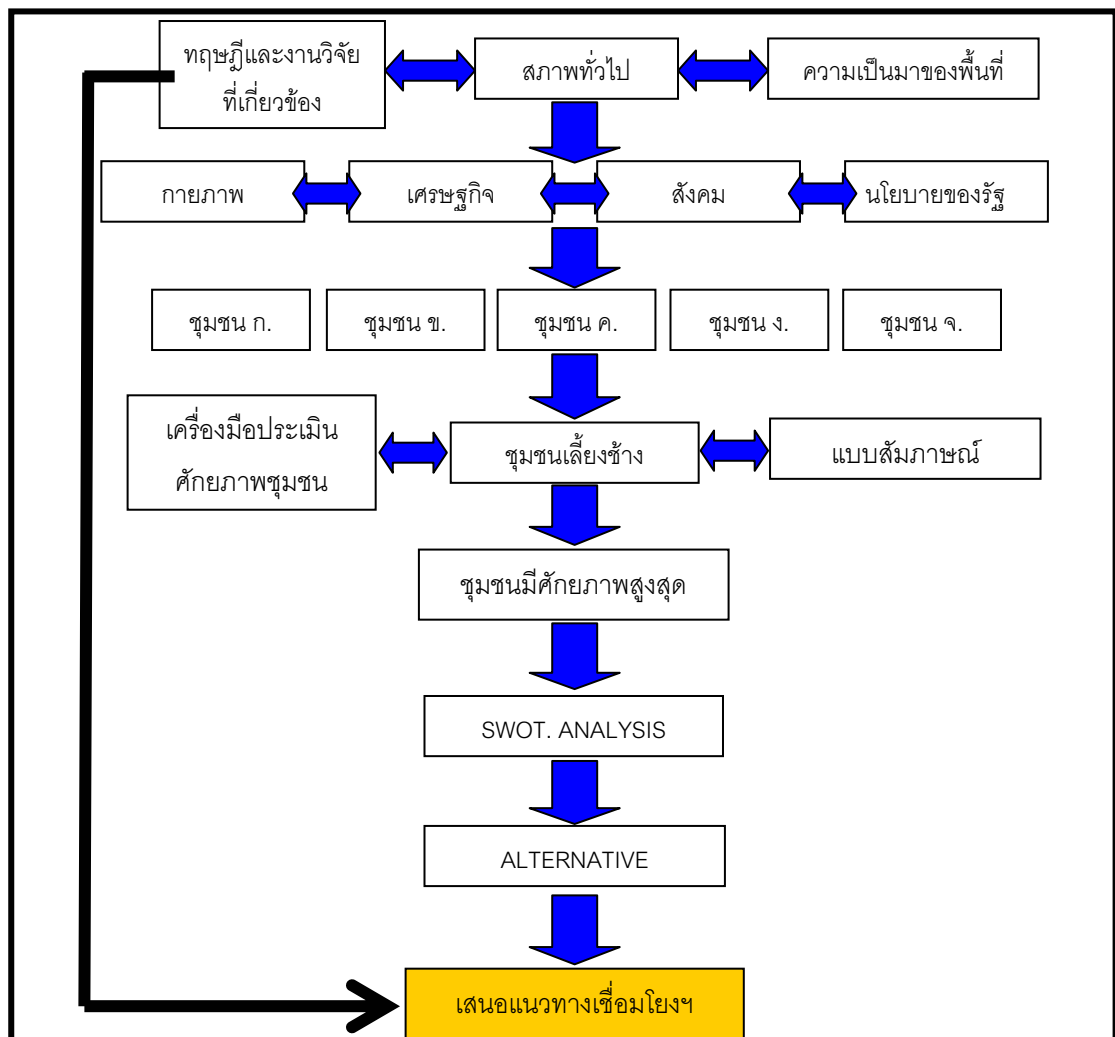 ทฤษฎีและงานวิจัย
ที่เกี่ยวข้อง
สภาพทั่วไป
ความเป็นมาของพื้นที่
กายภาพ
เศรษฐกิจ
สังคม
นโยบายของรัฐ
ชุมชน ก.
ชุมชน ข.
ชุมชน ค.
ชุมชน ง.
ชุมชน จ.
เครื่องมือประเมิน
ศักยภาพชุมชน
ชุมชนเลี้ยงช้าง
แบบสัมภาษณ์
ชุมชนมีศักยภาพสูงสุด
SWOT. ANALYSIS
ALTERNATIVE
เสนอแนวทางเชื่อมโยงฯ